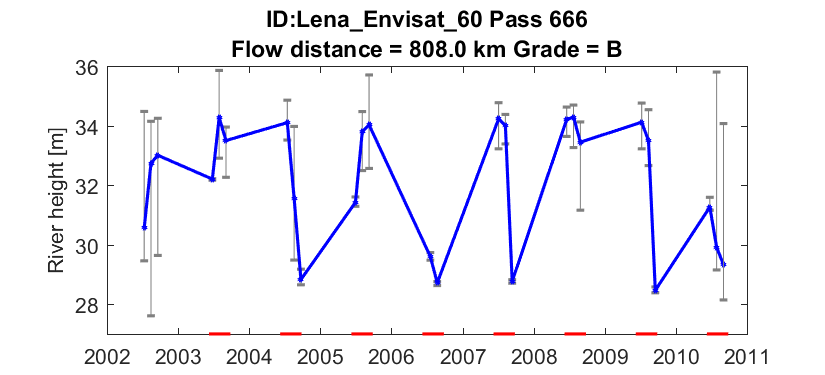 ID:Lena_Envisat_60 Pass 666
Flow distance = 808.0 km Grade = B
River height [m]
36
34
32
30
28
2002 2003 2004 2005 2006 2007 2008 2009 2010 2011